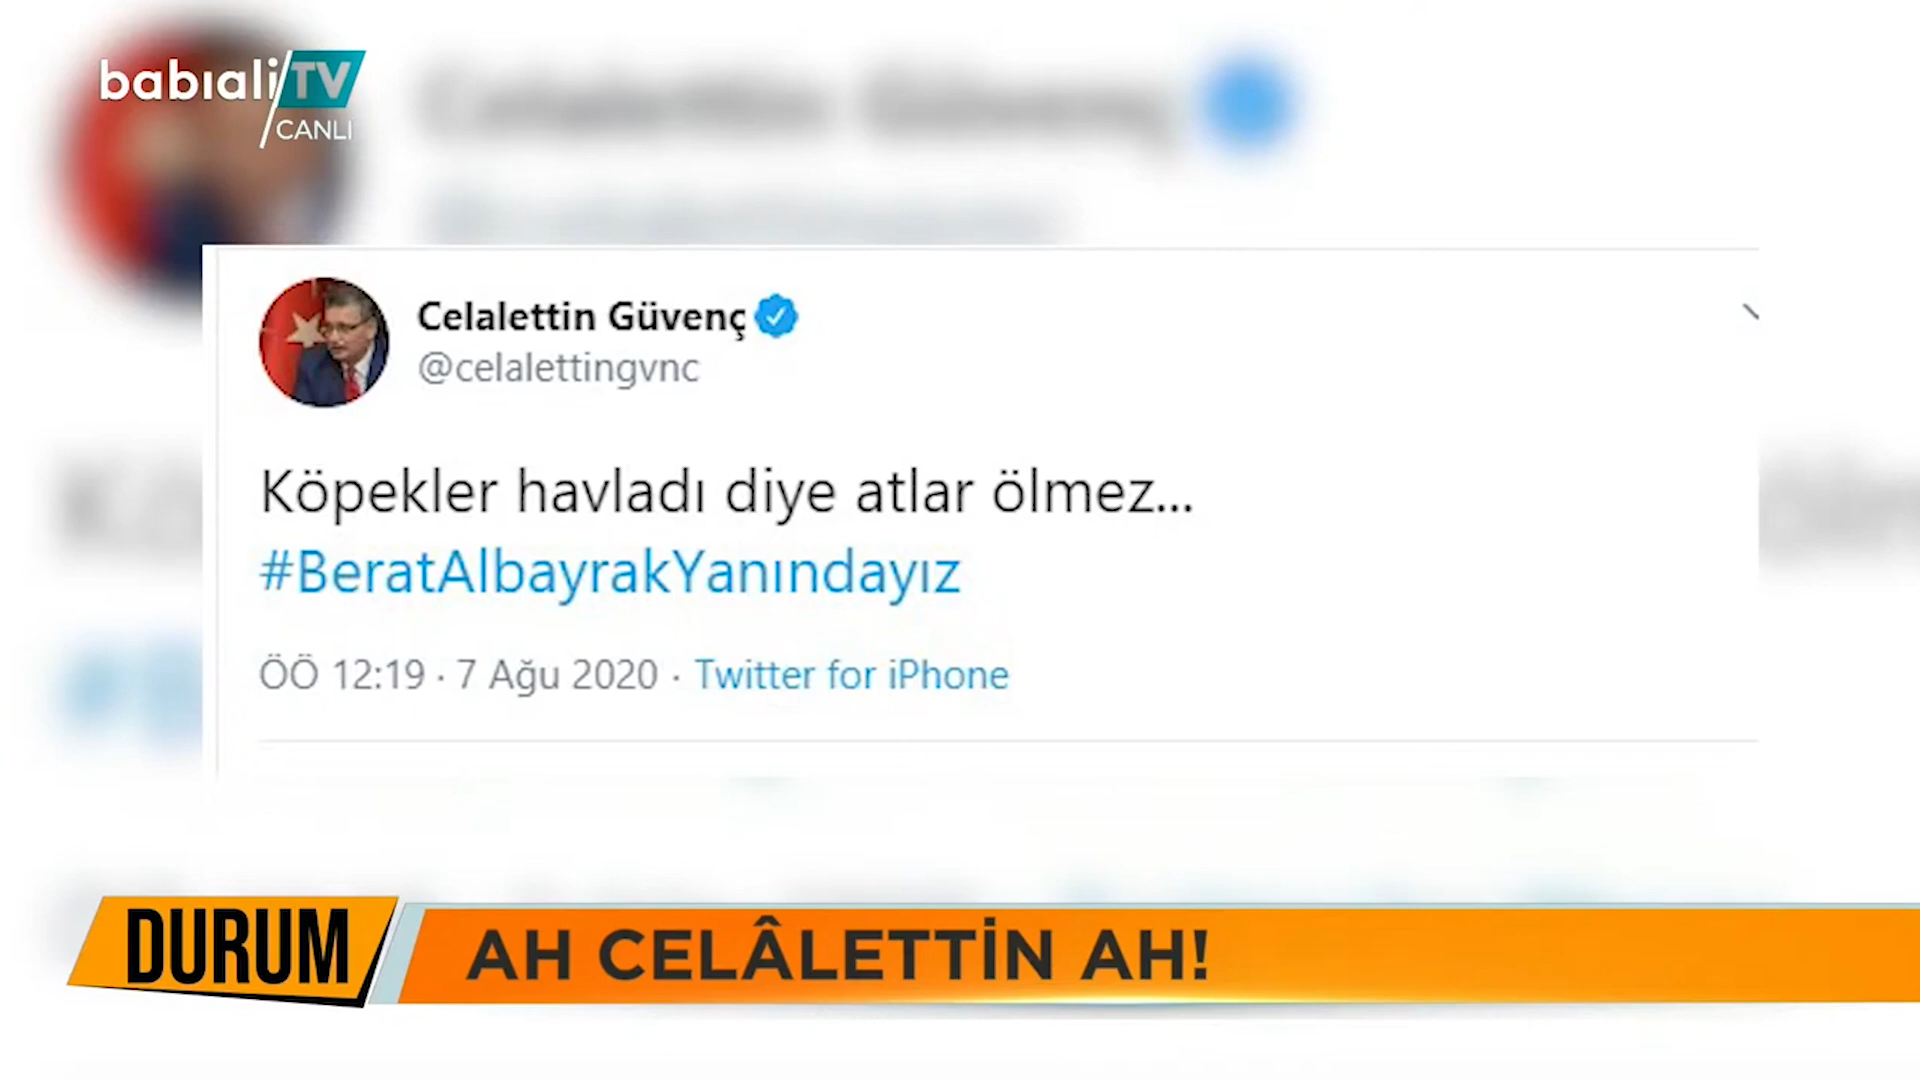 babıali TV
CANLI
Celalettin Güvenç
@celalettingvnc
Köpekler havladı diye atlar ölmez...
#BeratAlbayrakYanındayız
ÖÖ 12:19 · 7 Ağu 2020 · Twitter for iPhone
DURUM
AH CELÂLETTİN AH!